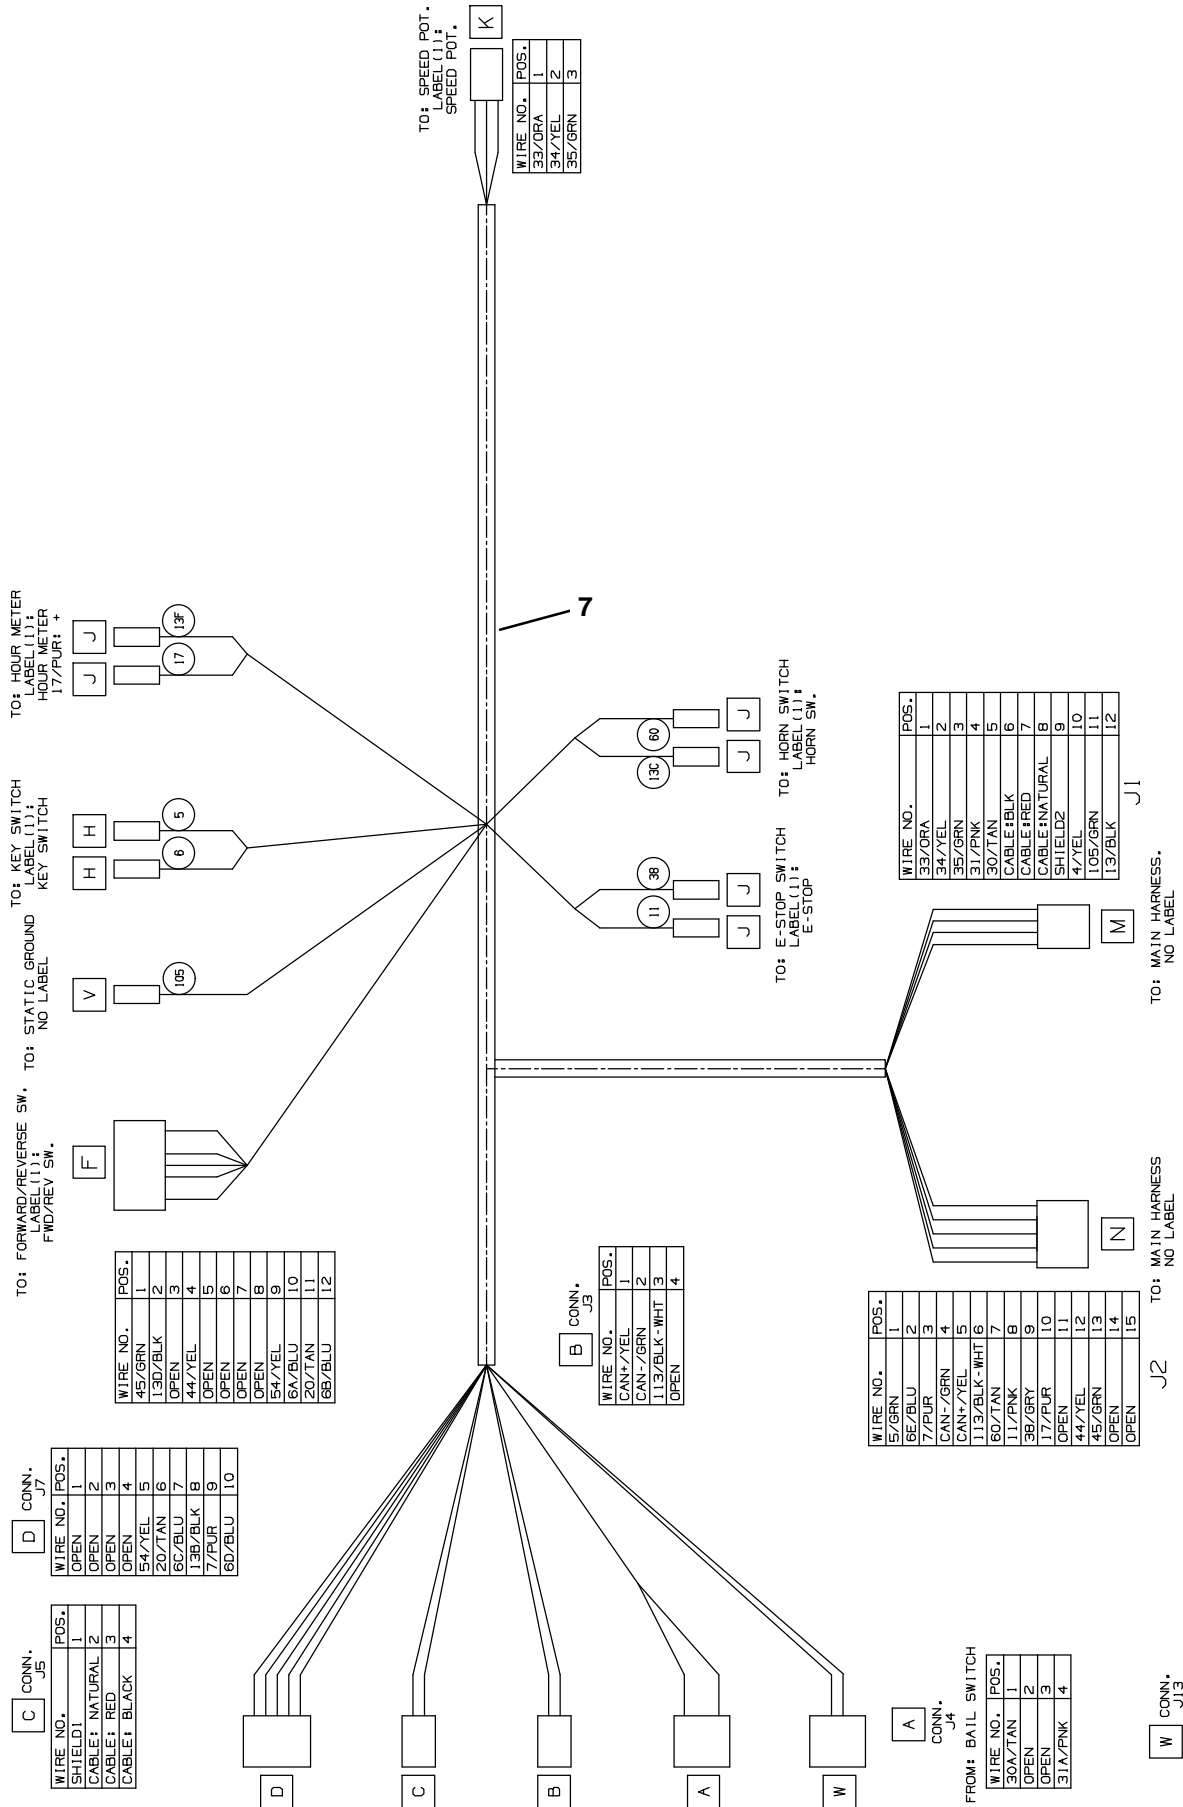 TO: SPEED POT.
LABEL(1):
SPEED POT.
K
WIRE NO. POS.
33/ORA 1
34/YEL 2
35/GRN 3
7
TO: HOUR METER
LABEL(1):
HOUR METER
17/PUR: +
J
J
17
13F
TO: KEY SWITCH
LABEL(1):
KEY SWITCH
H
H
6
5
TO: STATIC GROUND
NO LABEL
V
105
TO: FORWARD/REVERSE SW.
LABEL(1):
FWD/REV SW.
F
WIRE NO. POS.
45/GRN 1
13D/BLK 2
OPEN 3
44/YEL 4
OPEN 5
OPEN 6
OPEN 7
OPEN 8
54/YEL 9
6A/BLU 10
20/TAN 11
6B/BLU 12
TO: HORN SWITCH
LABEL(1):
HORN SW.
J
J
13C
60
TO: E-STOP SWITCH
LABEL(1):
E-STOP
J
J
11
38
WIRE NO. POS.
33/ORA 1
34/YEL 2
35/GRN 3
31/PNK 4
30/TAN 5
CABLE:BLK 6
CABLE:RED 7
CABLE:NATURAL 8
SHIELD2 9
4/YEL 10
105/GRN 11
13/BLK 12
J1
M
TO: MAIN HARNESS.
NO LABEL
N
TO: MAIN HARNESS
NO LABEL
WIRE NO. POS.
5/GRN 1
6E/BLU 2
7/PUR 3
CAN-/GRN 4
CAN+/YEL 5
113/BLK-WHT 6
60/TAN 7
11/PNK 8
38/GRY 9
17/PUR 10
OPEN 11
44/YEL 12
45/GRN 13
OPEN 14
OPEN 15
J2
B CONN.
J3
WIRE NO. POS.
CAN+/YEL 1
CAN-/GRN 2
113/BLK-WHT 3
OPEN 4
D CONN.
J7
WIRE NO. POS.
OPEN 1
OPEN 2
OPEN 3
OPEN 4
54/YEL 5
20/TAN 6
6C/BLU 7
13B/BLK 8
7/PUR 9
6D/BLU 10
C CONN.
J5
WIRE NO. POS.
SHIELD1 1
CABLE: NATURAL 2
CABLE: RED 3
CABLE: BLACK 4
D
C
B
A
W
A
CONN.
J4
FROM: BAIL SWITCH
WIRE NO. POS.
30A/TAN 1
OPEN 2
OPEN 3
31A/PNK 4
W CONN.
J13